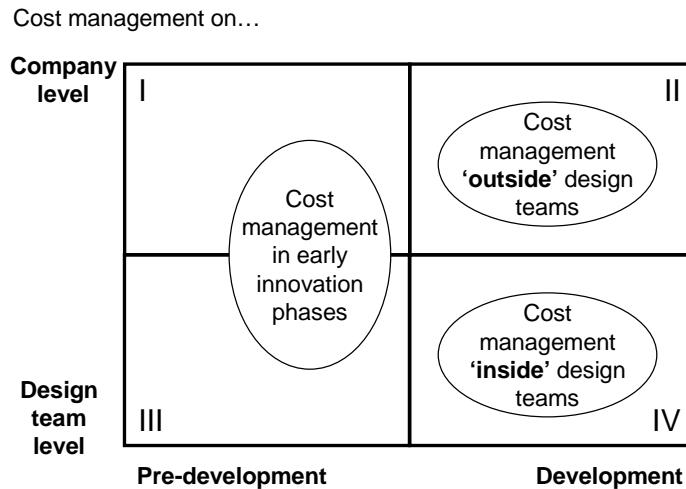 Cost management on…
Company
level
I
II
Cost
management
'outside' design
teams
Cost
management
in early
innovation
phases
Cost
management
'inside' design
teams
Design
team
level
III
IV
Pre-development
Development